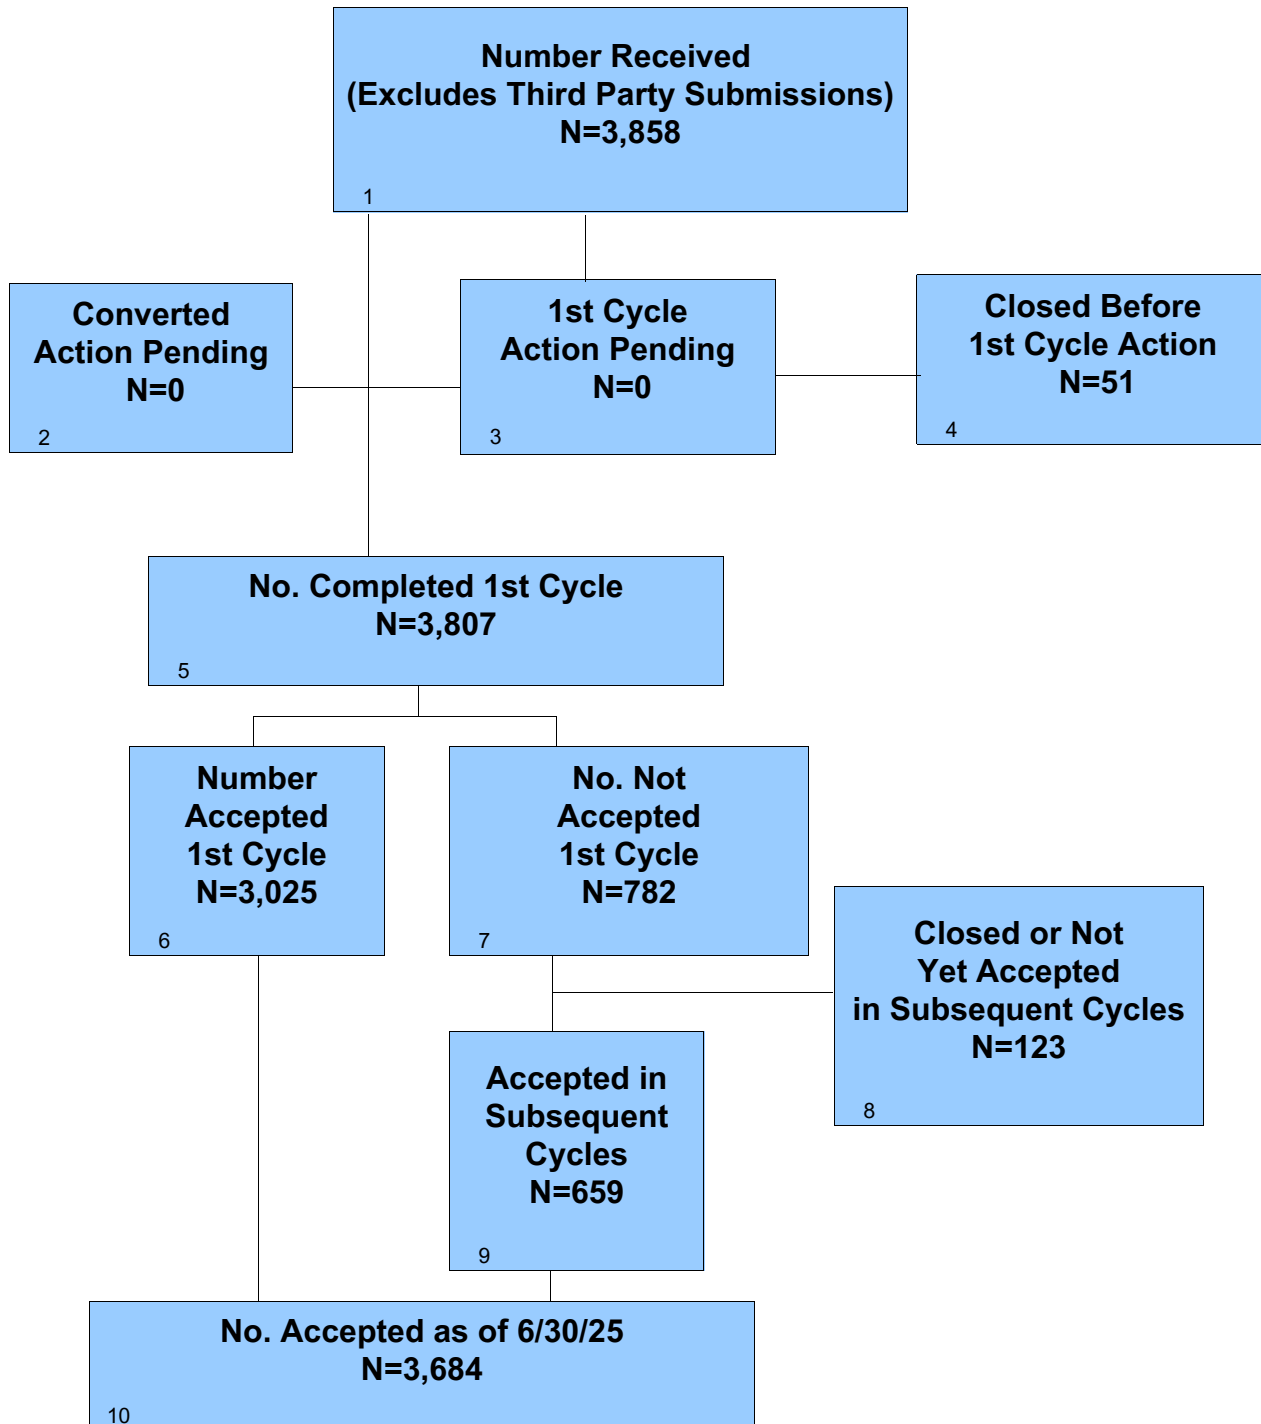 Number Received
(Excludes Third Party Submissions)
N=3,858
1
Converted
Action Pending
N=0
2
1st Cycle
Action Pending
N=0
3
Closed Before
1st Cycle Action
N=51
4
No. Completed 1st Cycle
N=3,807
5
Number
Accepted
1st Cycle
N=3,025
6
No. Not
Accepted
1st Cycle
N=782
7
Closed or Not
Yet Accepted
in Subsequent Cycles
N=123
8
Accepted in
Subsequent
Cycles
N=659
9
No. Accepted as of 6/30/25
N=3,684
10